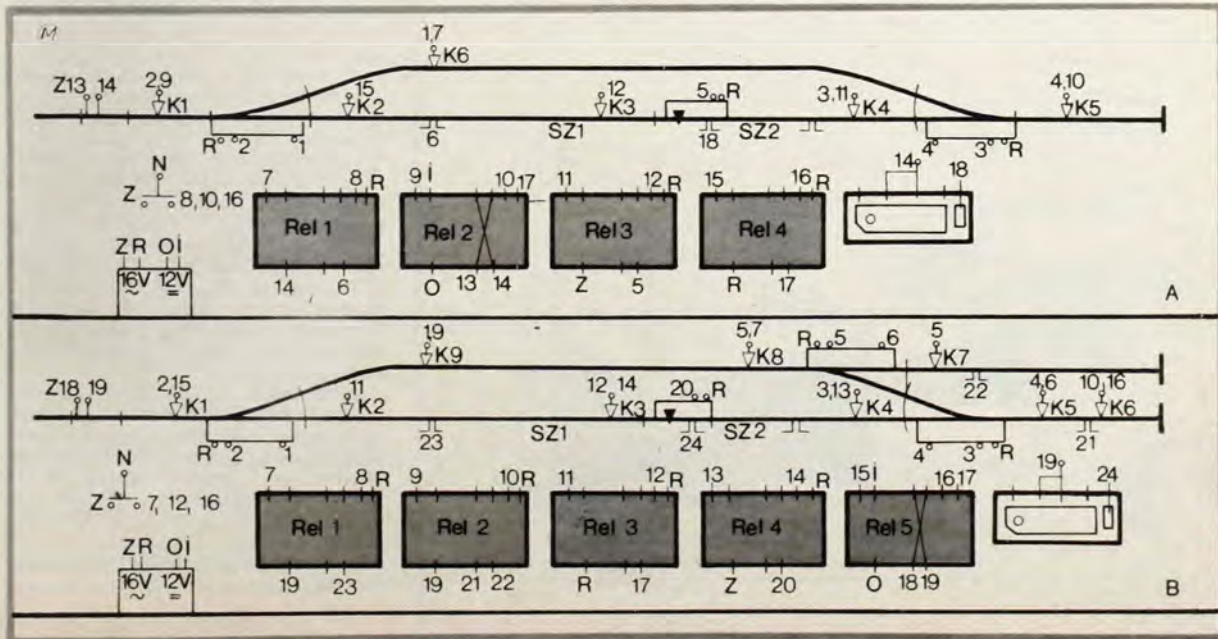 M
1,7
K6
Z13 14 2,9 K1 15 K2 12 K3 5 R 3,11 K4 4,10 K5
R 2 1 6 SZ1 18 SZ2 4 3 R
N
Z 8,10,16
7 8 R 9 i 10 17 11 12 R 15 16 R 14 18
Rel 1 Rel 2 Rel 3 Rel 4
ZR Oi
16V 12V
~ =
14 6 O 13 14 Z 5 R 17
A
1,9 K9 5,7 K8 R 5 6 5 K7
22
Z18 19 2,15 K1 11 K2 12 14 K3 20 R 3,13 K4 4,6 K5 10, 16 K6
R 2 1 23 SZ1 24 SZ2 4 3 R 21
N
Z 7, 12, 16
7 8 R 9 10 R 11 12 R 13 14 R 15 i 16 17 19 24
Rel 1 Rel 2 Rel 3 Rel 4 Rel 5
ZR Oi
16V 12V
~ =
19 23 19 21 22 R 17 Z 20 O 18 19
B